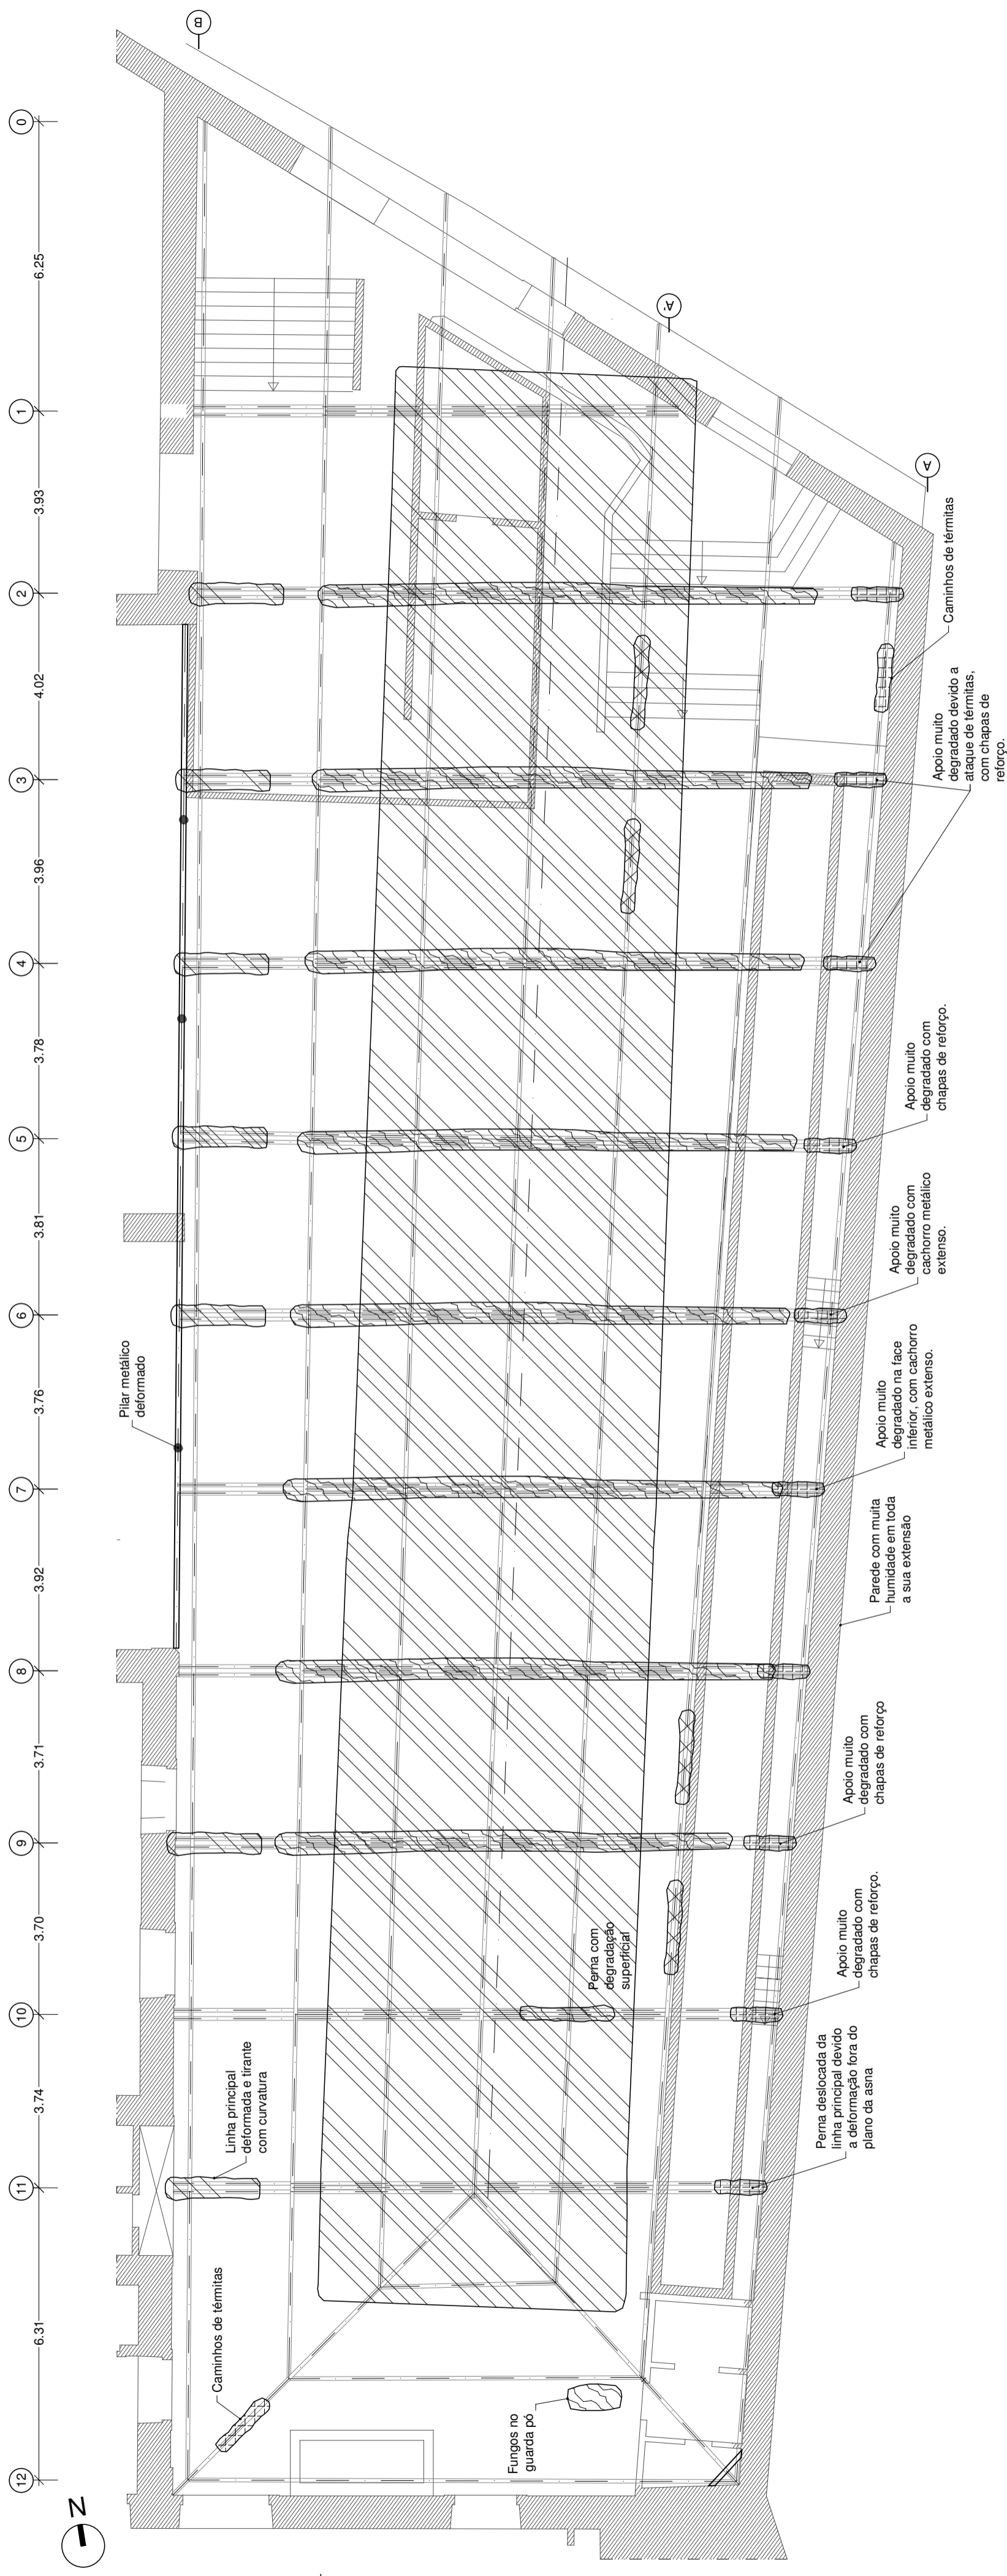 B
0
6.25
A'
1
3.93
A
2
Caminhos de térmitas
4.02
Apoio muito
degradado devido a
ataque de térmitas,
com chapas de
reforço.
3
3.96
4
3.78
Apoio muito
degradado com
chapas de reforço.
5
3.81
Apoio muito
degradado com
cachorro metálico
extenso.
6
Pilar metálico
deformado
3.76
Apoio muito
degradado na face
inferior, com cachorro
metálico extenso.
7
3.92
Parede com muita
humidade em toda
a sua extensão
8
3.71
Apoio muito
degradado com
chapas de reforço
9
3.70
Perna com
degradação
superficial
Apoio muito
degradado com
chapas de reforço.
10
3.74
Linha principal
deformada e tirante
com curvatura
Perna deslocada da
linha principal devido
a deformação fora do
plano da asna
11
6.31
Caminhos de térmitas
Fungos no
guarda pó
12
N